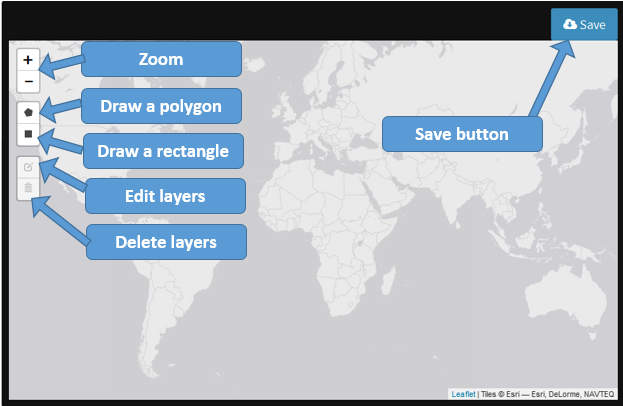 Save
+
Zoom
−
Draw a polygon
Save button
Draw a rectangle
Edit layers
Delete layers
Leaflet | Tiles © Esri — Esri, DeLorme, NAVTEQ